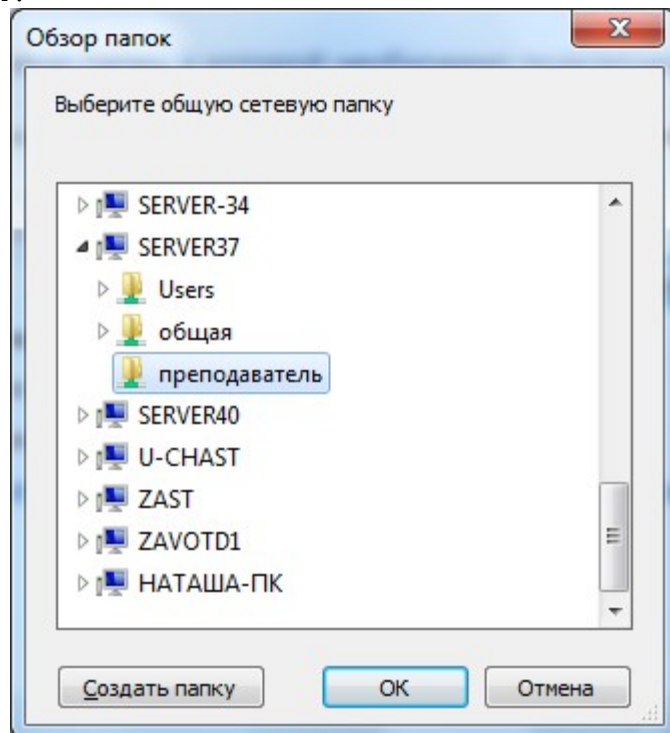 Обзор папок
Выберите общую сетевую папку
SERVER-34
SERVER37
Users
общая
преподаватель
SERVER40
U-CHAST
ZAST
ZAVOTD1
НАТАША-ПК
Создать папку
ОК
Отмена